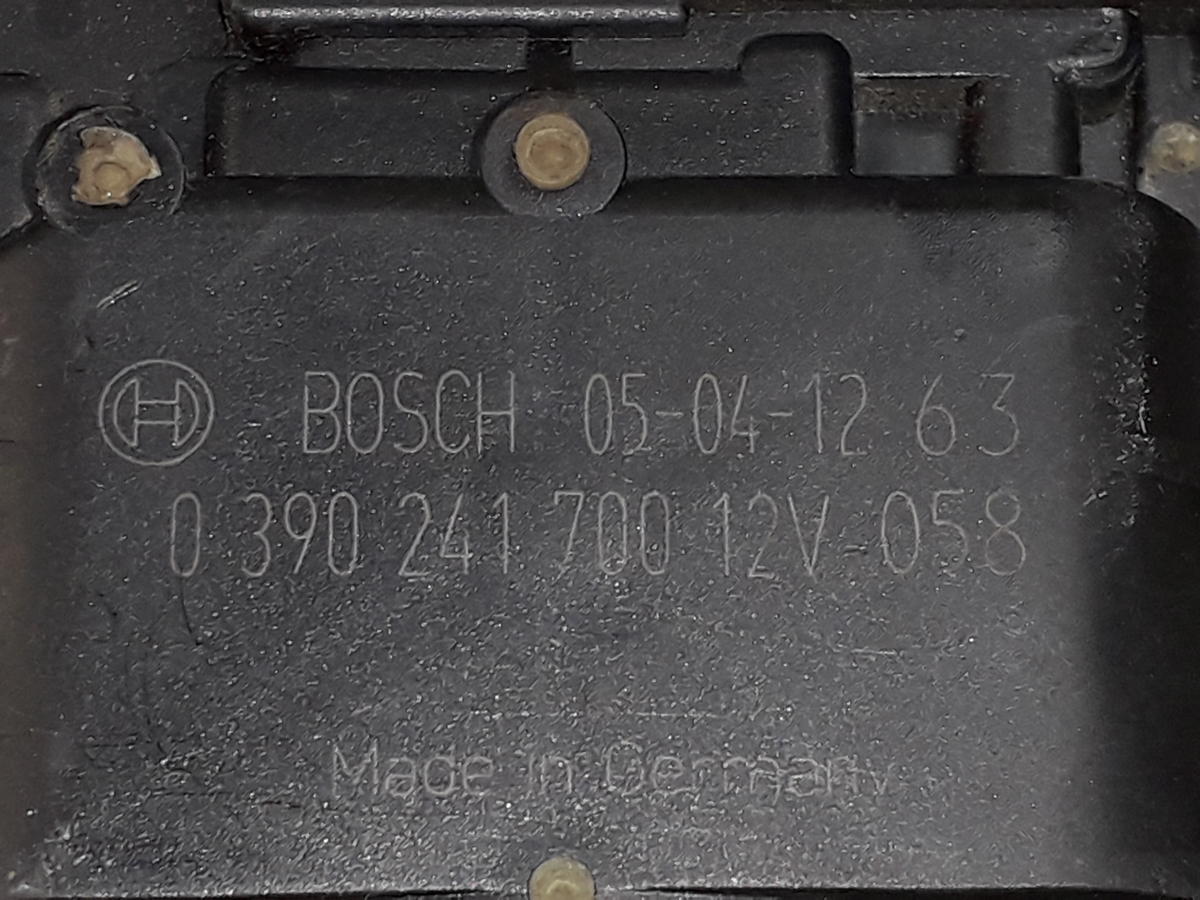 BOSCH 05-04-12 63
0 390 241 700 12V-058
Made in Germany